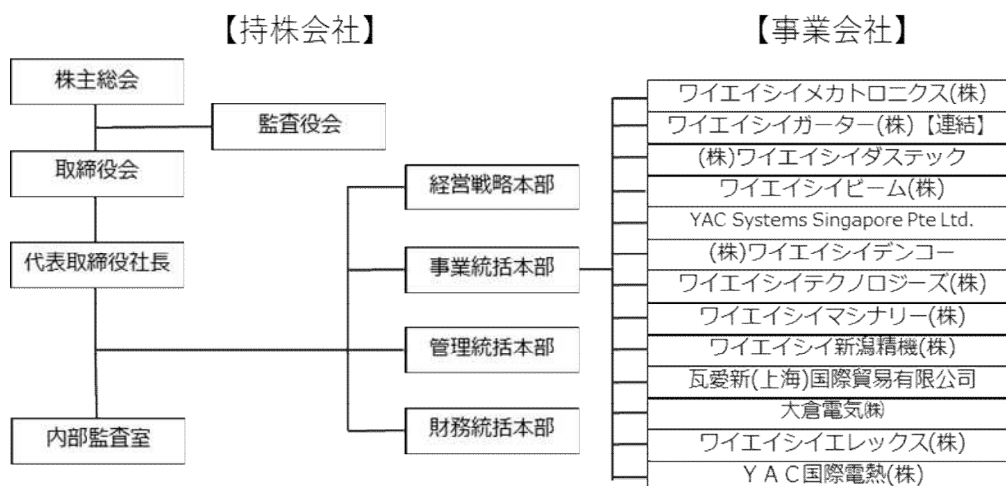 【持株会社】
株主総会
監査役会
取締役会
代表取締役社長
内部監査室
経営戦略本部
事業統括本部
管理統括本部
財務統括本部
【事業会社】
ワイエイシイメカトロニクス(株)
ワイエイシイガーター(株)【連結】
(株)ワイエイシイダステック
ワイエイシイビーム(株)
YAC Systems Singapore Pte Ltd.
(株)ワイエイシイデンコー
ワイエイシイテクノロジーズ(株)
ワイエイシイマシナリー(株)
ワイエイシイ新潟精機(株)
瓦愛新(上海)国際貿易有限公司
大倉電気㈱
ワイエイシイエレックス(株)
ＹＡＣ国際電熱(株)